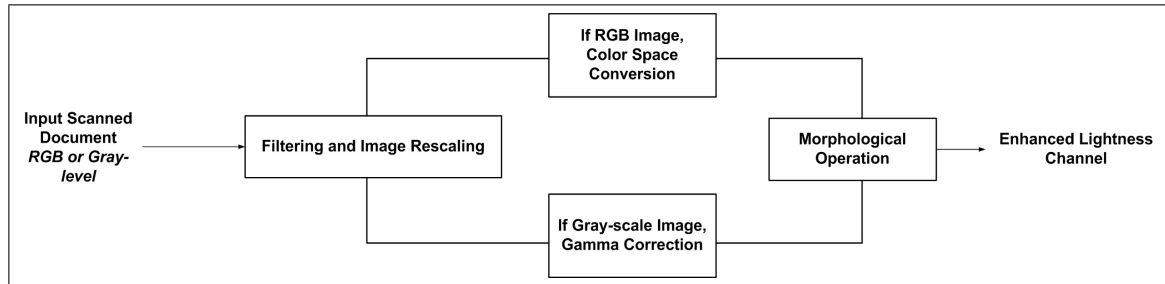 Input Scanned
Document
RGB or Gray-
level
Filtering and Image Rescaling
If RGB Image,
Color Space
Conversion
If Gray-scale Image,
Gamma Correction
Morphological
Operation
Enhanced Lightness
Channel